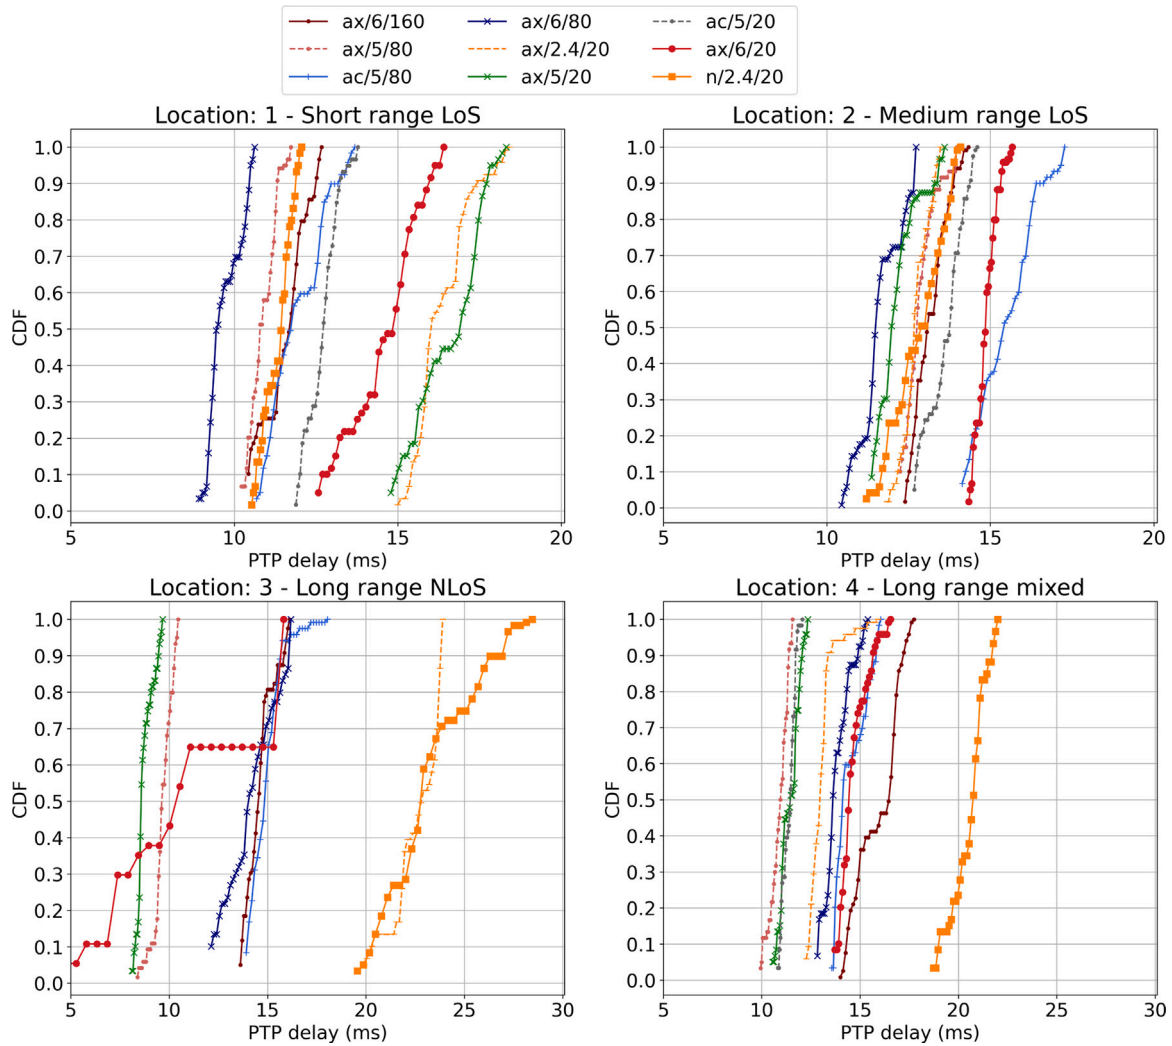 ax/6/160 ax/6/80 ac/5/20
ax/5/80 ax/2.4/20 ax/6/20
ac/5/80 ax/5/20 n/2.4/20
Location: 1 - Short range LoS
1.0
0.9
0.8
0.7
0.6
0.5
0.4
0.3
0.2
0.1
0.0
CDF
5 10 15 20
PTP delay (ms)
Location: 2 - Medium range LoS
1.0
0.9
0.8
0.7
0.6
0.5
0.4
0.3
0.2
0.1
0.0
CDF
5 10 15 20
PTP delay (ms)
Location: 3 - Long range NLoS
1.0
0.9
0.8
0.7
0.6
0.5
0.4
0.3
0.2
0.1
0.0
CDF
5 10 15 20 25 30
PTP delay (ms)
Location: 4 - Long range mixed
1.0
0.9
0.8
0.7
0.6
0.5
0.4
0.3
0.2
0.1
0.0
CDF
5 10 15 20 25 30
PTP delay (ms)